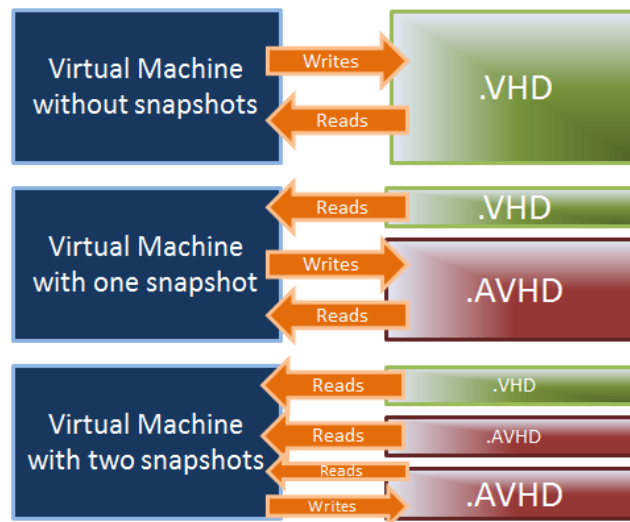 Virtual Machine
without snapshots
Writes
Reads
.VHD
Virtual Machine
with one snapshot
Reads
Writes
Reads
.VHD
.AVHD
Virtual Machine
with two snapshots
Reads
Reads
Reads
Writes
.VHD
.AVHD
.AVHD